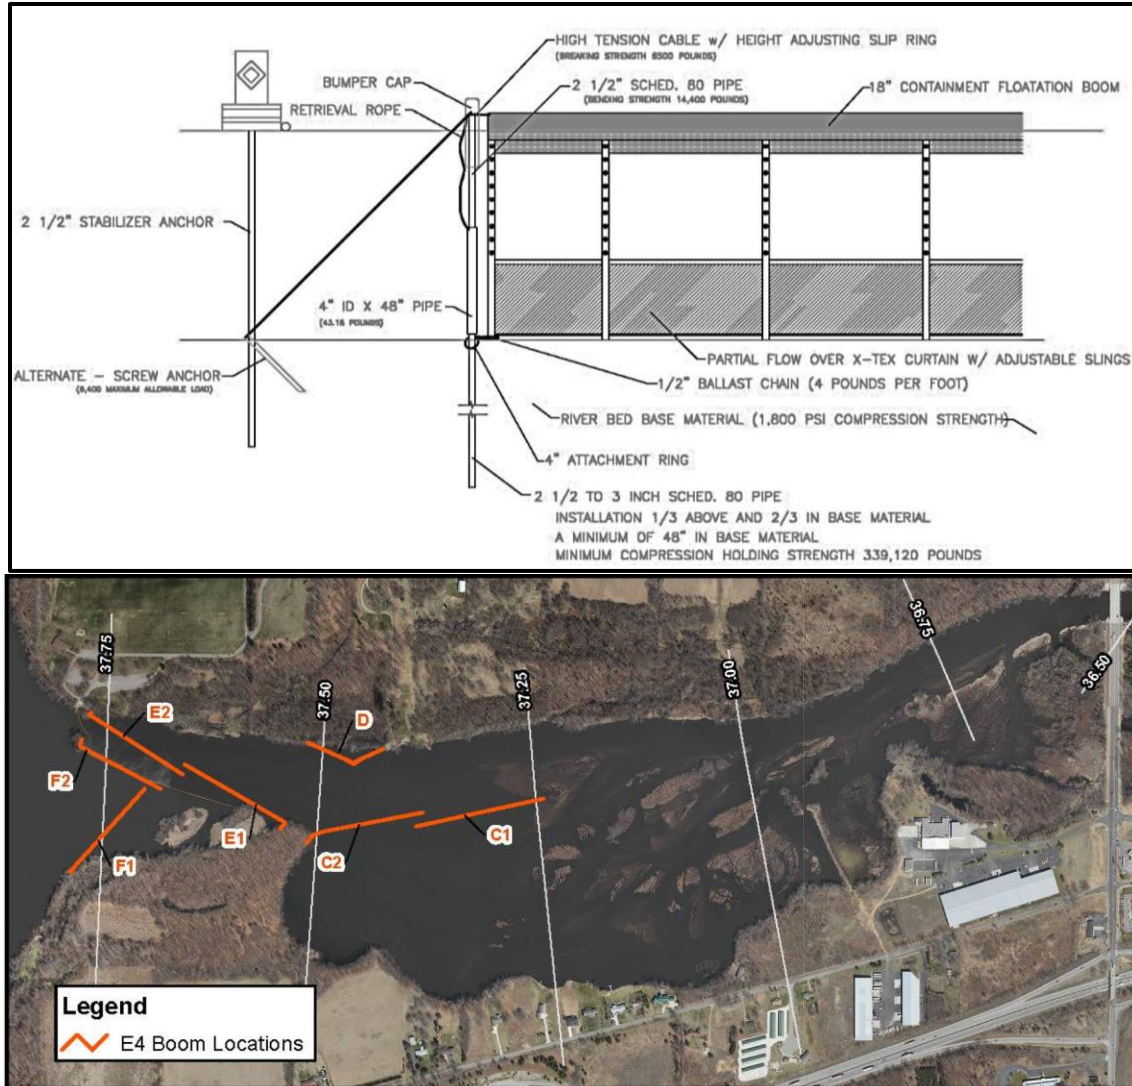 HIGH TENSION CABLE w/ HEIGHT ADJUSTING SLIP RING
(BREAKING STRENGTH 6500 POUNDS)
BUMPER CAP
2 1/2" SCHED. 80 PIPE
(BENDING STRENGTH 14,400 POUNDS)
18" CONTAINMENT FLOATATION BOOM
RETRIEVAL ROPE
2 1/2" STABILIZER ANCHOR
4" ID X 48" PIPE
(43.16 POUNDS)
PARTIAL FLOW OVER X-TEX CURTAIN W/ ADJUSTABLE SLINGS
ALTERNATE - SCREW ANCHOR
(8,400 MAXIMUM ALLOWABLE LOAD)
1/2" BALLAST CHAIN (4 POUNDS PER FOOT)
RIVER BED BASE MATERIAL (1,800 PSI COMPRESSION STRENGTH)
4" ATTACHMENT RING
2 1/2 TO 3 INCH SCHED. 80 PIPE
INSTALLATION 1/3 ABOVE AND 2/3 IN BASE MATERIAL
A MINIMUM OF 48" IN BASE MATERIAL
MINIMUM COMPRESSION HOLDING STRENGTH 339,120 POUNDS
37.75
37.50
37.25
37.00
36.75
36.50
E2
D
F2
E1
C1
C2
F1
Legend
E4 Boom Locations